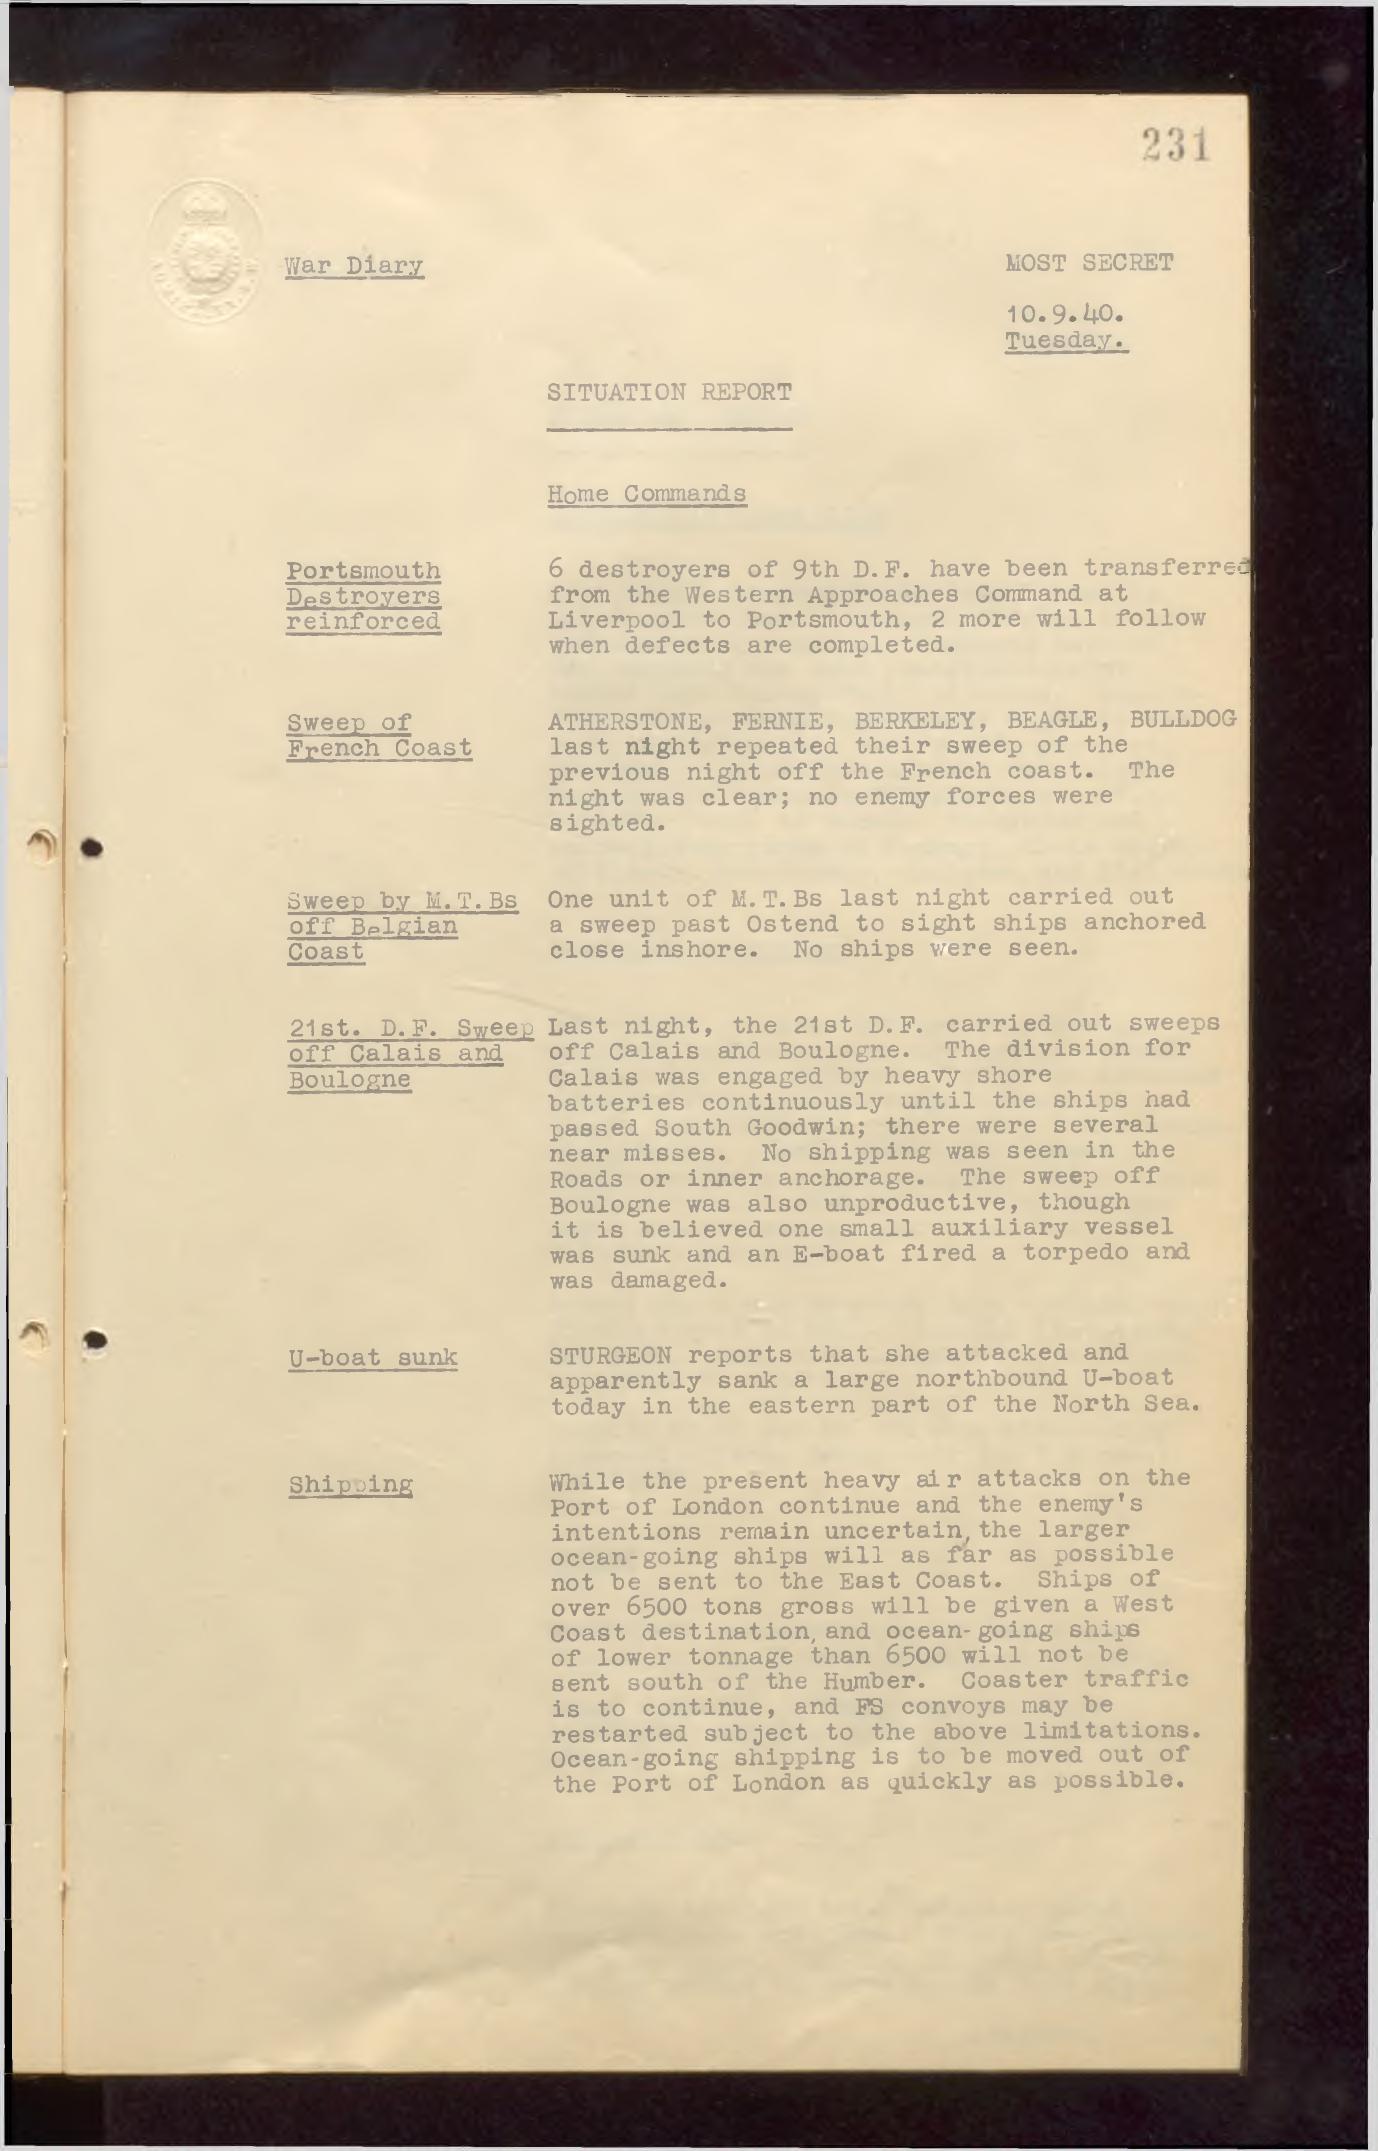 231
War Diary
MOST SECRET
10.9.40.
Tuesday.
SITUATION REPORT
Home Commands
Portsmouth
Destroyers
reinforced
6 destroyers of 9th D.F. have been transferred
from the Western Approaches Command at
Liverpool to Portsmouth, 2 more will follow
when defects are completed.
Sweep of
French Coast
ATHERSTONE, FERNIE, BERKELEY, BEAGLE, BULLDOG
last night repeated their sweep of the
previous night off the French coast. The
night was clear; no enemy forces were
sighted.
Sweep by M.T.Bs
off Belgian
Coast
One unit of M.T.Bs last night carried out
a sweep past Ostend to sight ships anchored
close inshore. No ships were seen.
21st. D.F. Sweep
off Calais and
Boulogne
Last night, the 21st D.F. carried out sweeps
off Calais and Boulogne. The division for
Calais was engaged by heavy shore
batteries continuously until the ships had
passed South Goodwin; there were several
near misses. No shipping was seen in the
Roads or inner anchorage. The sweep off
Boulogne was also unproductive, though
it is believed one small auxiliary vessel
was sunk and an E-boat fired a torpedo and
was damaged.
U-boat sunk
STURGEON reports that she attacked and
apparently sank a large northbound U-boat
today in the eastern part of the North Sea.
Shipping
While the present heavy air attacks on the
Port of London continue and the enemy's
intentions remain uncertain, the larger
ocean-going ships will as far as possible
not be sent to the East Coast. Ships of
over 6500 tons gross will be given a West
Coast destination, and ocean-going ships
of lower tonnage than 6500 will not be
sent south of the Humber. Coaster traffic
is to continue, and FS convoys may be
restarted subject to the above limitations.
Ocean-going shipping is to be moved out of
the Port of London as quickly as possible.